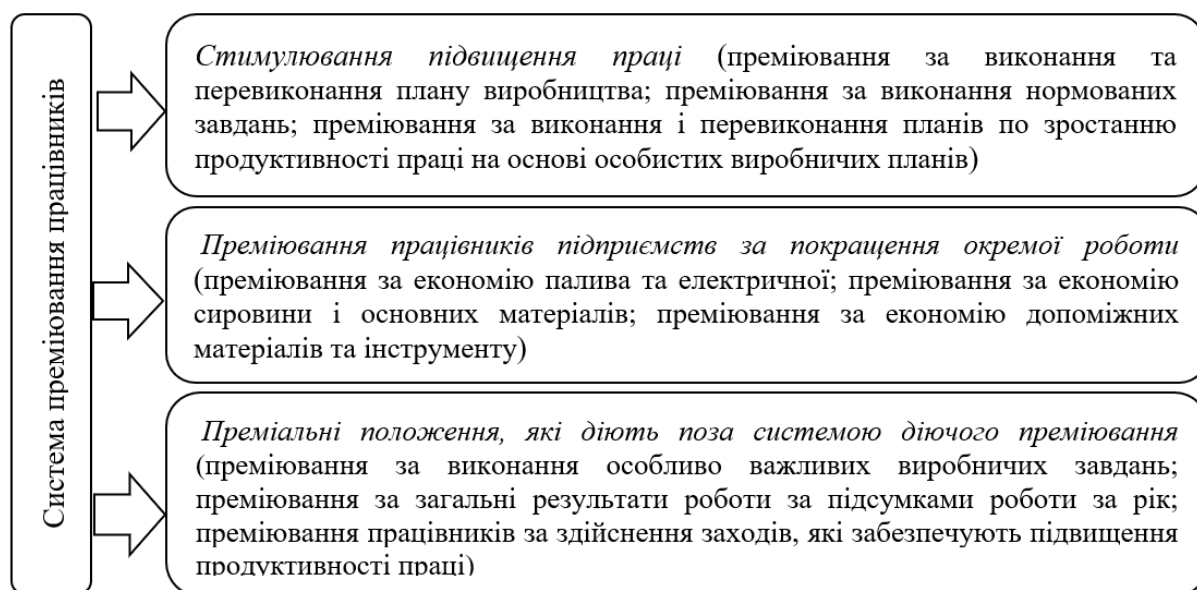 Система преміювання працівників
Стимулювання підвищення праці (преміювання за виконання та
перевиконання плану виробництва; преміювання за виконання нормованих
завдань; преміювання за виконання і перевиконання планів по зростанню
продуктивності праці на основі особистих виробничих планів)
Преміювання працівників підприємств за покращення окремої роботи
(преміювання за економію палива та електричної; преміювання за економію
сировини і основних матеріалів; преміювання за економію допоміжних
матеріалів та інструменту)
Преміальні положення, які діють поза системою діючого преміювання
(преміювання за виконання особливо важливих виробничих завдань;
преміювання за загальні результати роботи за підсумками роботи за рік;
преміювання працівників за здійснення заходів, які забезпечують підвищення
продуктивності праці)